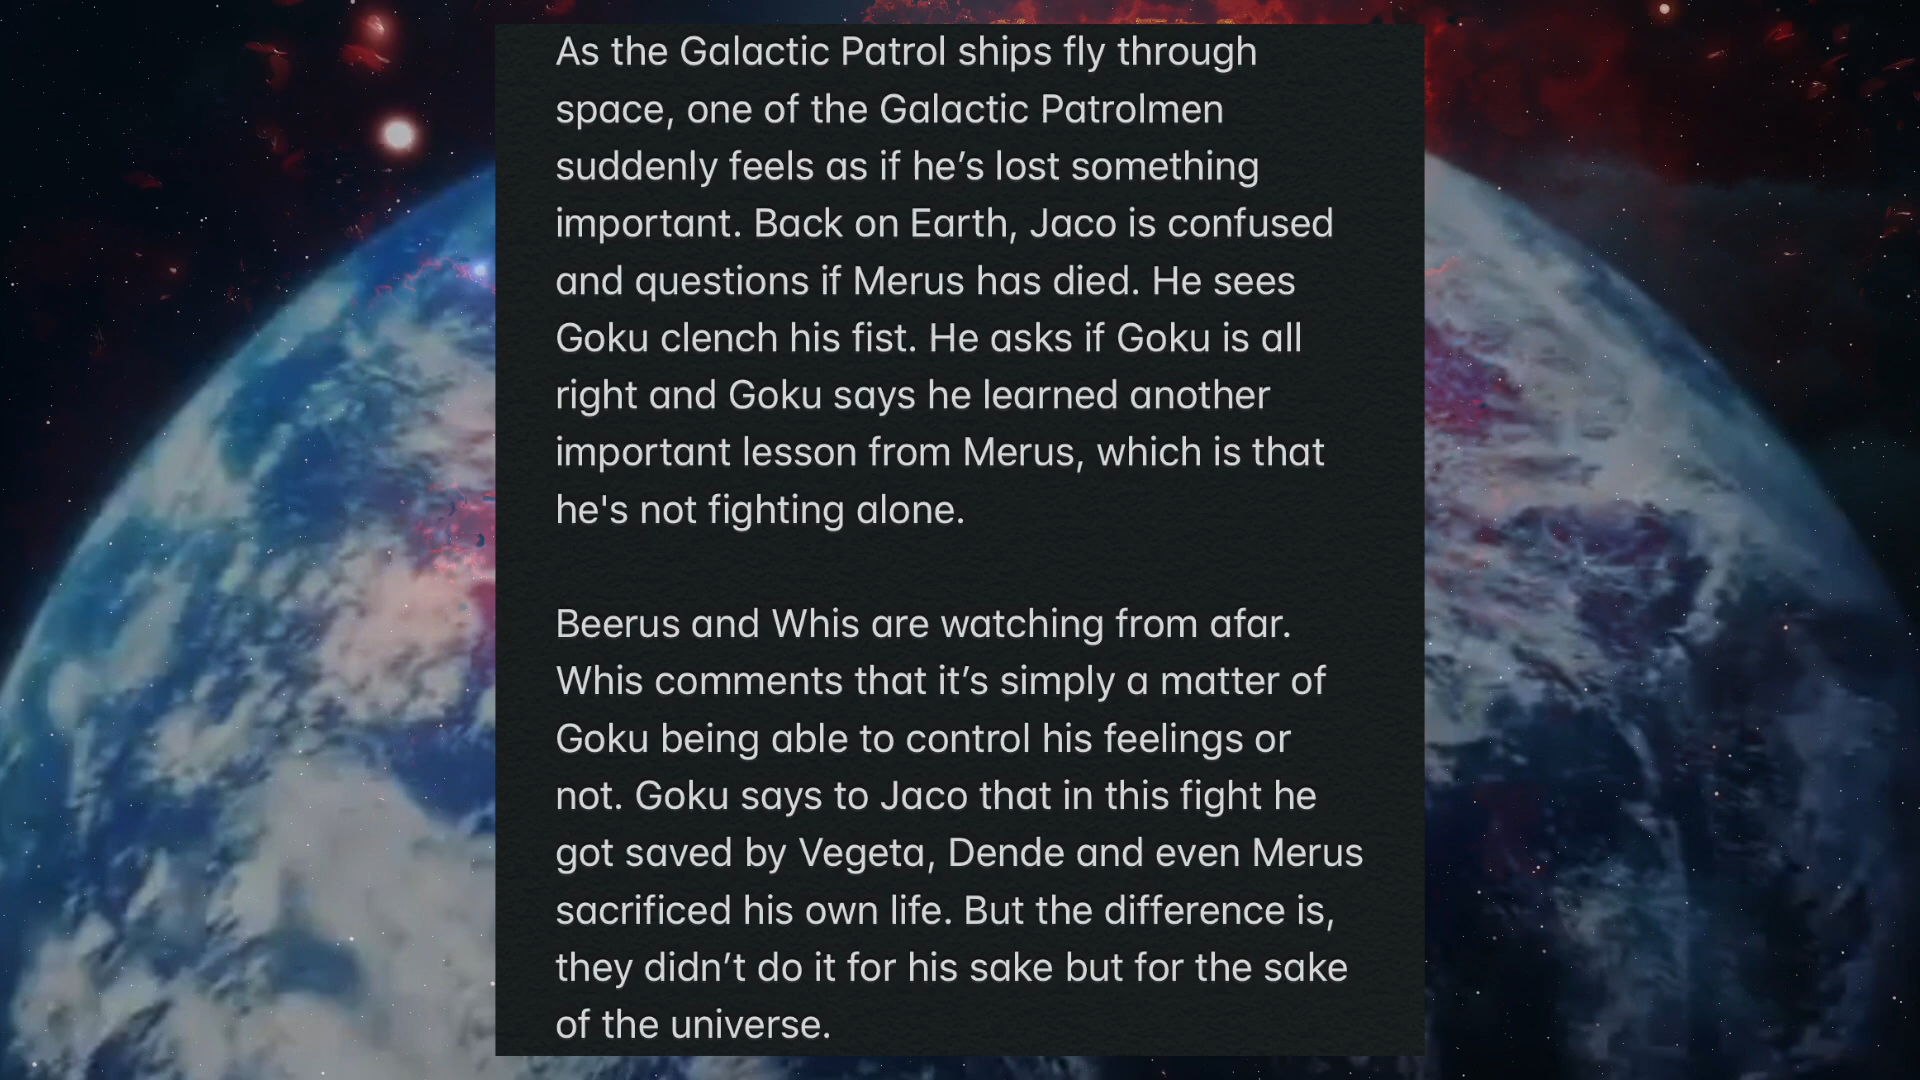 As the Galactic Patrol ships fly through
space, one of the Galactic Patrolmen
suddenly feels as if he’s lost something
important. Back on Earth, Jaco is confused
and questions if Merus has died. He sees
Goku clench his fist. He asks if Goku is all
right and Goku says he learned another
important lesson from Merus, which is that
he's not fighting alone.
Beerus and Whis are watching from afar.
Whis comments that it’s simply a matter of
Goku being able to control his feelings or
not. Goku says to Jaco that in this fight he
got saved by Vegeta, Dende and even Merus
sacrificed his own life. But the difference is,
they didn’t do it for his sake but for the sake
of the universe.